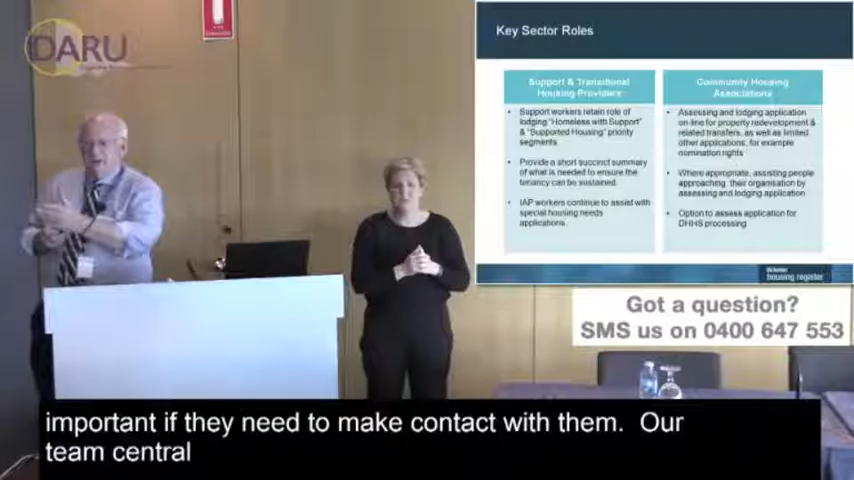 DARU
Key Sector Roles
Support & Transitional
Housing Providers
Support workers retain role of
lodging "Homeless with Support"
& "Supported Housing" priority
segments
Provide a short succinct summary
of what is needed to ensure the
tenancy can be sustained.
IAP workers continue to assist with
special housing needs
applications.
Community Housing
Associations
Assessing and lodging application
on-line for property redevelopment &
related transfers, as well as limited
other applications, for example
nomination rights
Where appropriate, assisting people
approaching their organisation by
assessing and lodging application
Option to assess application for
DHHS processing
housing register
Got a question?
SMS us on 0400 647 553
important if they need to make contact with them. Our
team central